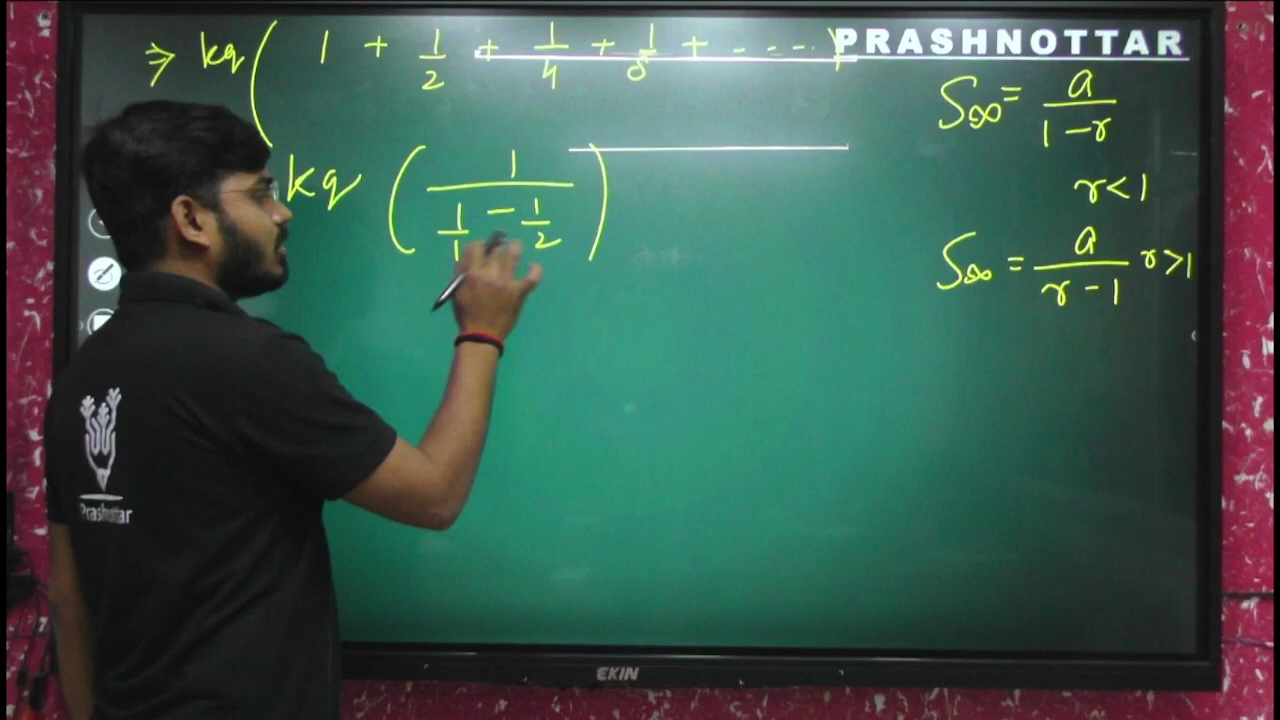 ⇒ kq ( 1 + 1/2 + 1/4 + 1/8 + ---- )
PRASHNOTTAR
kq ( 1 / (1/1 - 1/2) )
S∞ = a / (1 - r)
r < 1
S∞ = a / (r - 1) r > 1
Prashnottar
EKIN